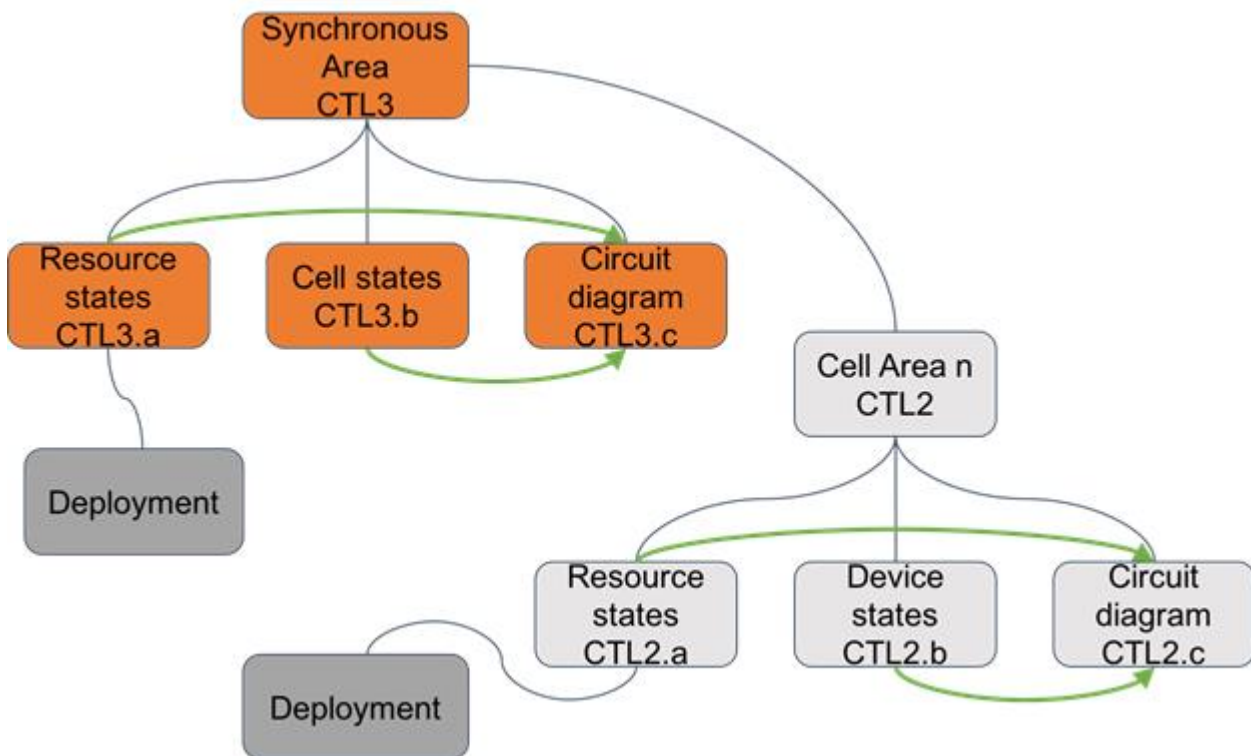 Synchronous
Area
CTL3
Resource
states
CTL3.a
Cell states
CTL3.b
Circuit
diagram
CTL3.c
Cell Area n
CTL2
Deployment
Resource
states
CTL2.a
Device
states
CTL2.b
Circuit
diagram
CTL2.c
Deployment